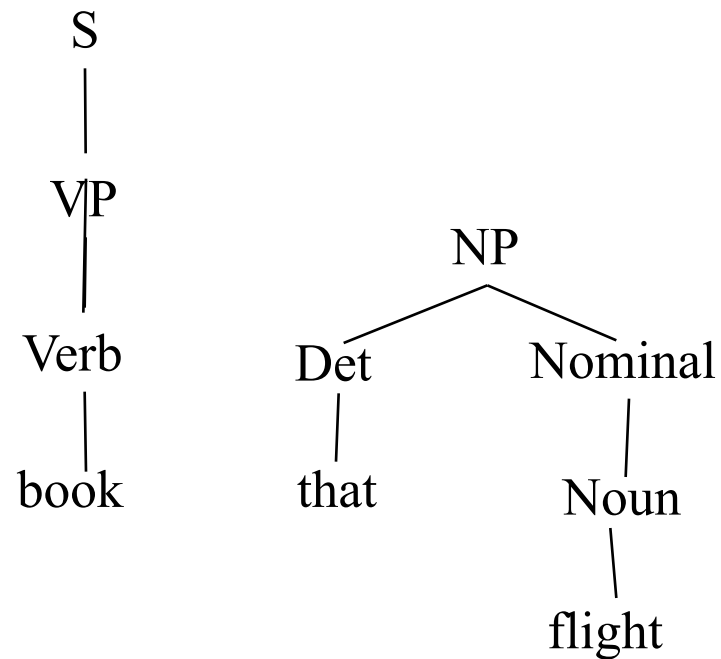 S
VP
NP
Verb
Det
Nominal
book
that
Noun
flight